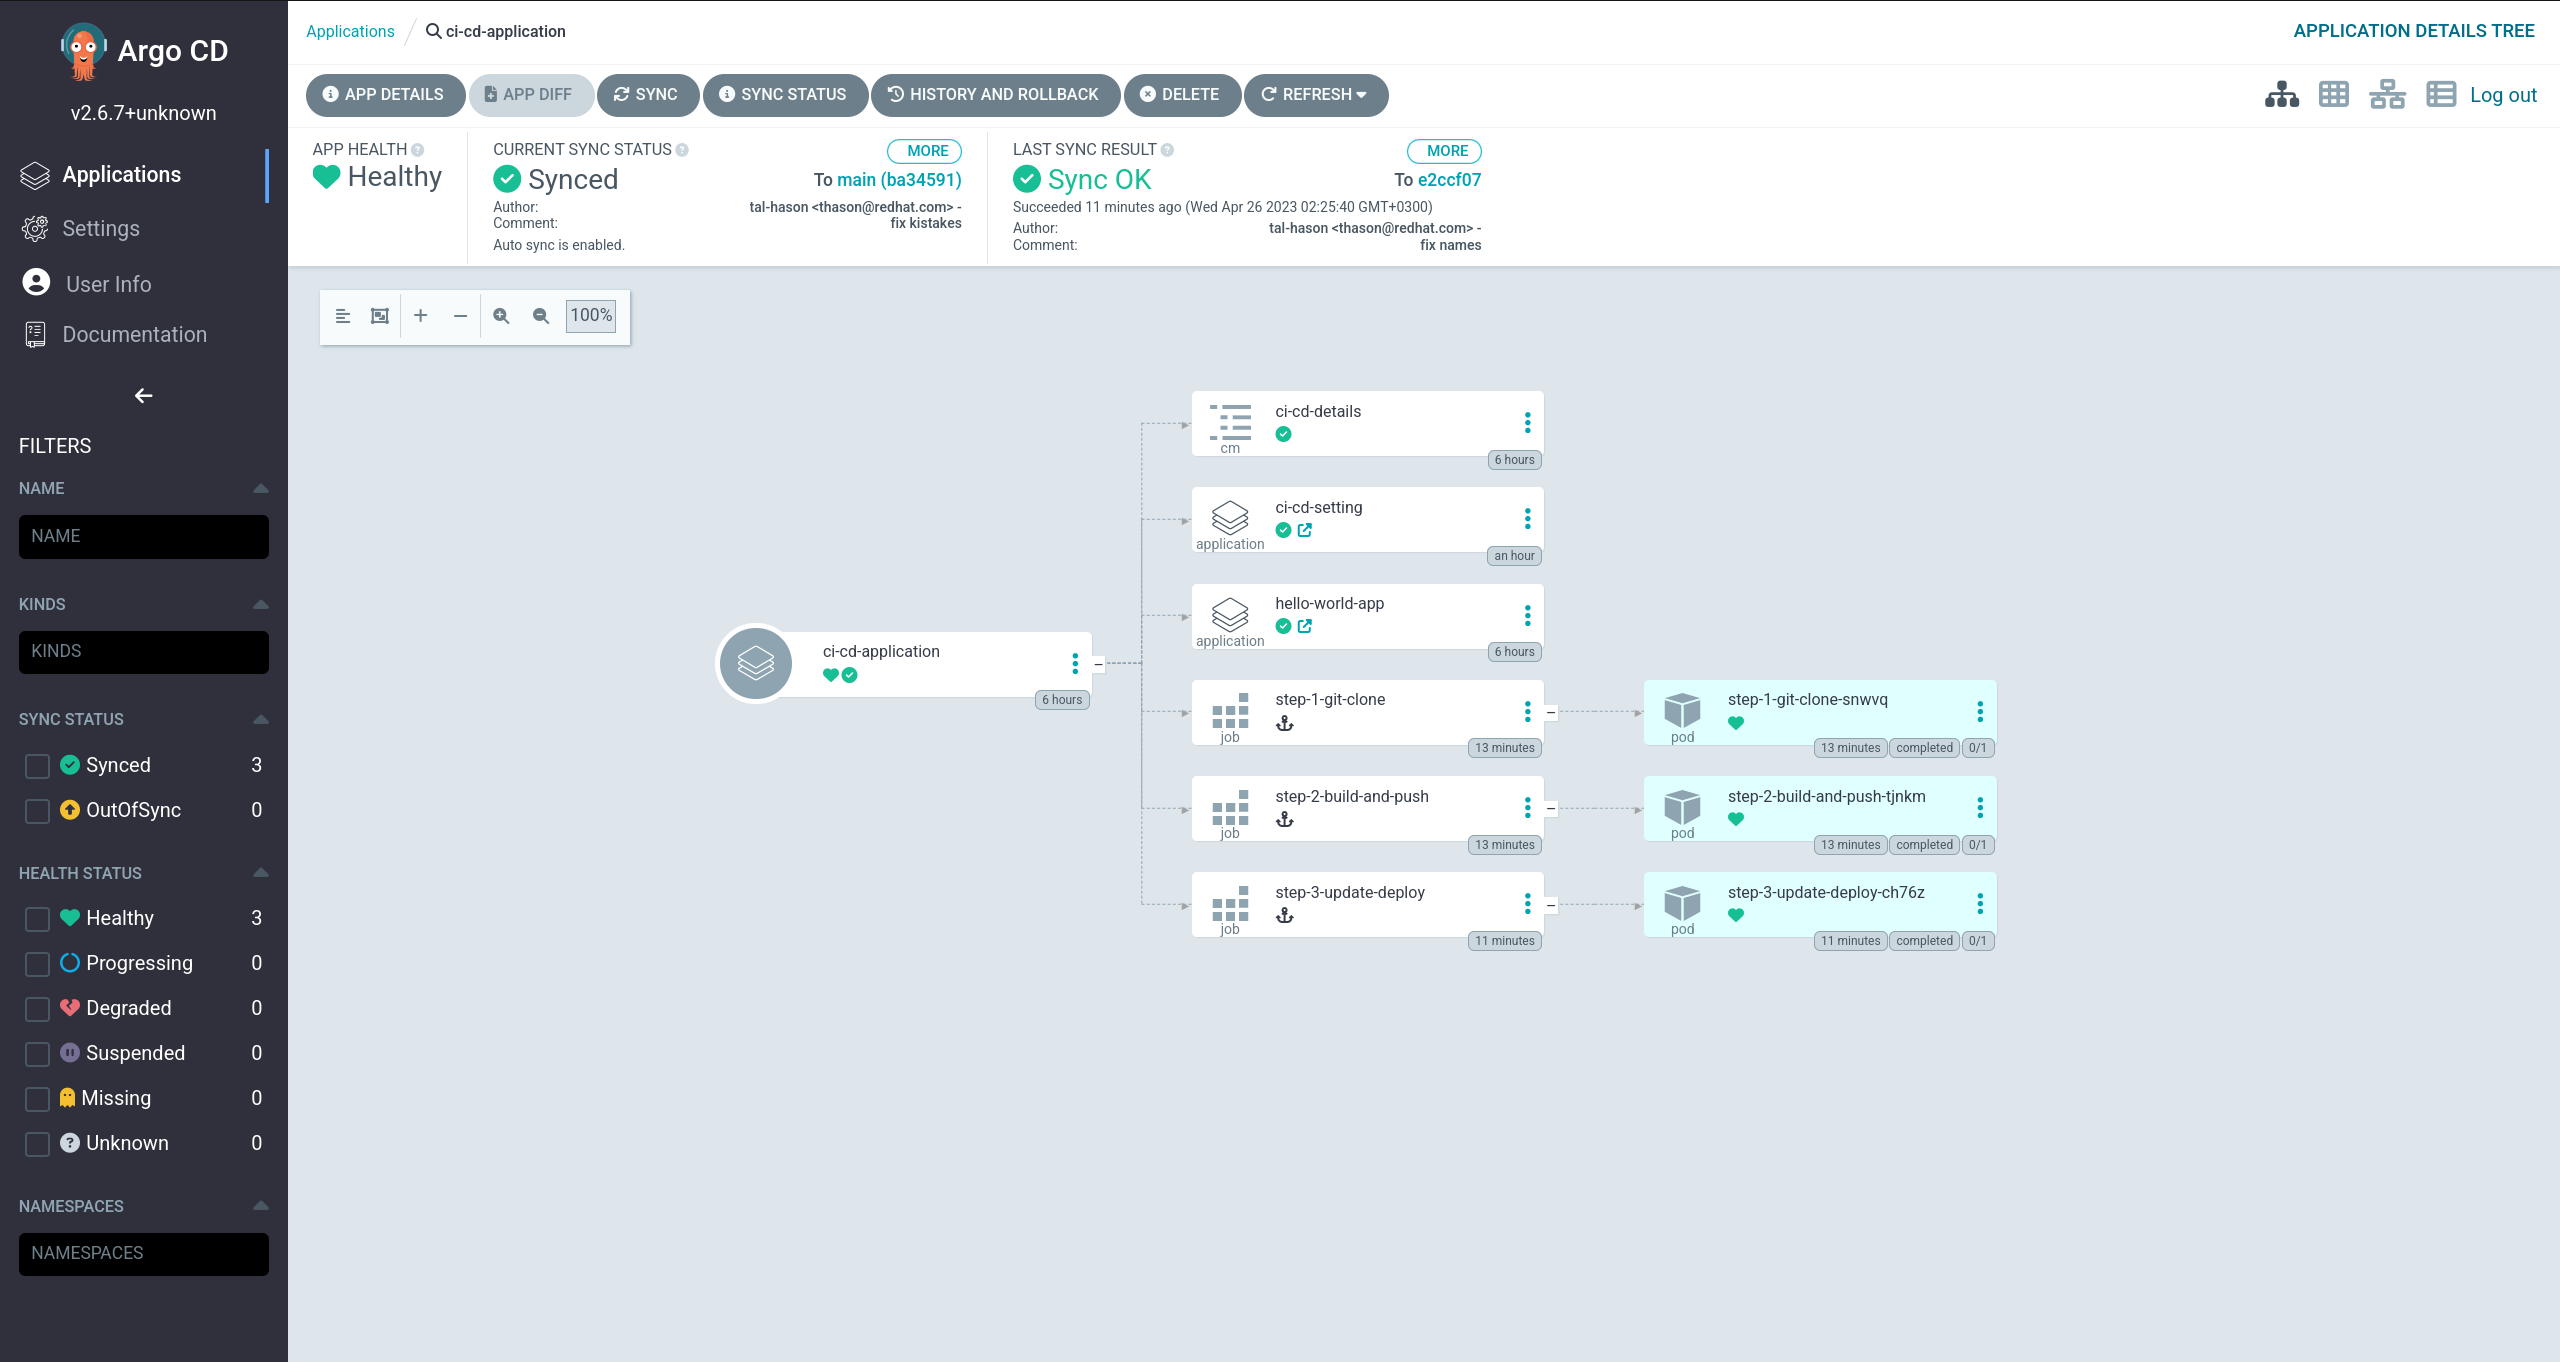 Argo CD
v2.6.7+unknown
Applications
Settings
User Info
Documentation
FILTERS
NAME
NAME
KINDS
KINDS
SYNC STATUS
Synced 3
OutOfSync 0
HEALTH STATUS
Healthy 3
Progressing 0
Degraded 0
Suspended 0
Missing 0
Unknown 0
NAMESPACES
NAMESPACES
Applications / ci-cd-application
APPLICATION DETAILS TREE
APP DETAILS APP DIFF SYNC SYNC STATUS HISTORY AND ROLLBACK DELETE REFRESH
Log out
APP HEALTH
Healthy
CURRENT SYNC STATUS MORE
Synced To main (ba34591)
Author: tal-hason <thason@redhat.com> -
Comment: fix kistakes
Auto sync is enabled.
LAST SYNC RESULT MORE
Sync OK To e2ccf07
Succeeded 11 minutes ago (Wed Apr 26 2023 02:25:40 GMT+0300)
Author: tal-hason <thason@redhat.com> -
Comment: fix names
100%
ci-cd-application
6 hours
ci-cd-details
cm
6 hours
ci-cd-setting
application
an hour
hello-world-app
application
6 hours
step-1-git-clone
job
13 minutes
step-1-git-clone-snwvq
pod
13 minutes completed 0/1
step-2-build-and-push
job
13 minutes
step-2-build-and-push-tjnkm
pod
13 minutes completed 0/1
step-3-update-deploy
job
11 minutes
step-3-update-deploy-ch76z
pod
11 minutes completed 0/1